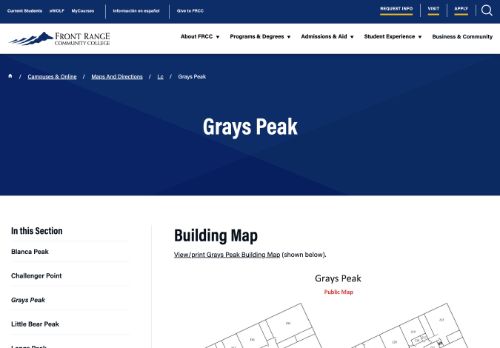 Current Students eWOLF MyCourses Información en español Give to FRCC REQUEST INFO VISIT APPLY
FRONT RANGE
COMMUNITY COLLEGE
About FRCC Programs & Degrees Admissions & Aid Student Experience Business & Community
/ Campuses & Online / Maps And Directions / Lc / Grays Peak
Grays Peak
In this Section
Blanca Peak
Challenger Point
Grays Peak
Little Bear Peak
Building Map
View/print Grays Peak Building Map (shown below).
Grays Peak
Public Map